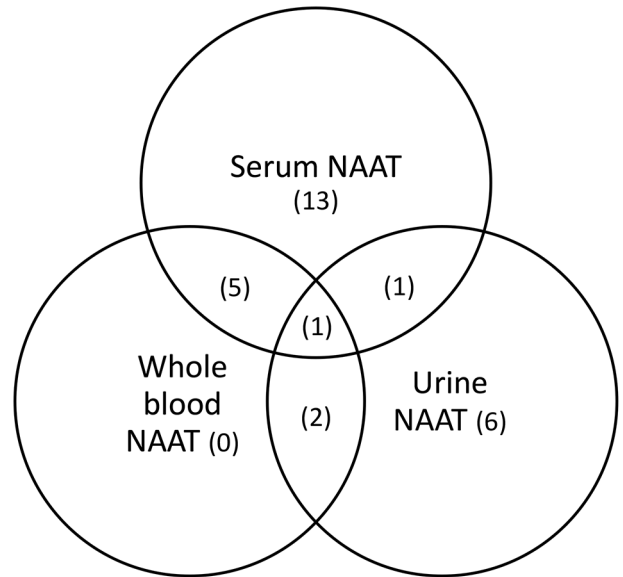 Serum NAAT
(13)
(5)
(1)
(1)
Whole
blood
NAAT (0)
(2)
Urine
NAAT (6)